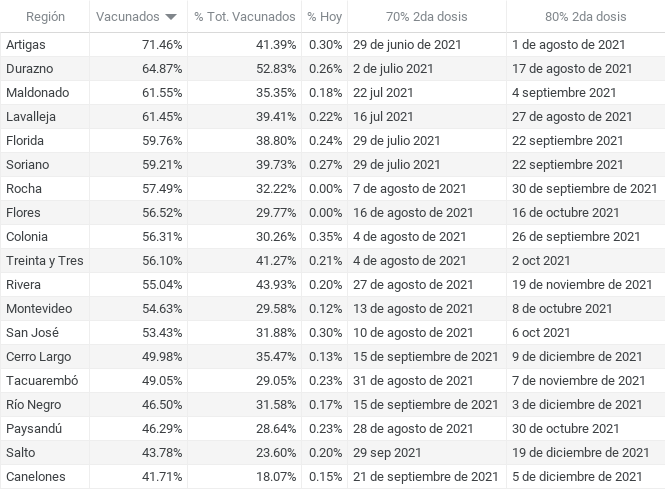 Región Vacunados % Tot. Vacunados % Hoy 70% 2da dosis 80% 2da dosis
Artigas 71.46% 41.39% 0.30% 29 de junio de 2021 1 de agosto de 2021
Durazno 64.87% 52.83% 0.26% 2 de julio de 2021 17 de agosto de 2021
Maldonado 61.55% 35.35% 0.18% 22 jul 2021 4 septiembre 2021
Lavalleja 61.45% 39.41% 0.22% 16 jul 2021 27 de agosto de 2021
Florida 59.76% 38.80% 0.24% 29 de julio de 2021 22 septiembre 2021
Soriano 59.21% 39.73% 0.27% 29 de julio de 2021 22 septiembre 2021
Rocha 57.49% 32.22% 0.00% 7 de agosto de 2021 30 de septiembre de 2021
Flores 56.52% 29.77% 0.00% 16 de agosto de 2021 16 de octubre 2021
Colonia 56.31% 30.26% 0.35% 4 de agosto de 2021 26 de septiembre 2021
Treinta y Tres 56.10% 41.27% 0.21% 4 de agosto de 2021 2 oct 2021
Rivera 55.04% 43.93% 0.20% 27 de agosto de 2021 19 de noviembre de 2021
Montevideo 54.63% 29.58% 0.12% 13 de agosto de 2021 8 de octubre 2021
San José 53.43% 31.88% 0.30% 10 de agosto de 2021 6 oct 2021
Cerro Largo 49.98% 35.47% 0.13% 15 de septiembre de 2021 9 de diciembre de 2021
Tacuarembó 49.05% 29.05% 0.23% 31 de agosto de 2021 7 de noviembre de 2021
Río Negro 46.50% 31.58% 0.17% 15 de septiembre de 2021 3 de diciembre de 2021
Paysandú 46.29% 28.64% 0.23% 28 de agosto de 2021 30 de octubre 2021
Salto 43.78% 23.60% 0.20% 29 sep 2021 19 de diciembre de 2021
Canelones 41.71% 18.07% 0.15% 21 de septiembre de 2021 5 de diciembre de 2021